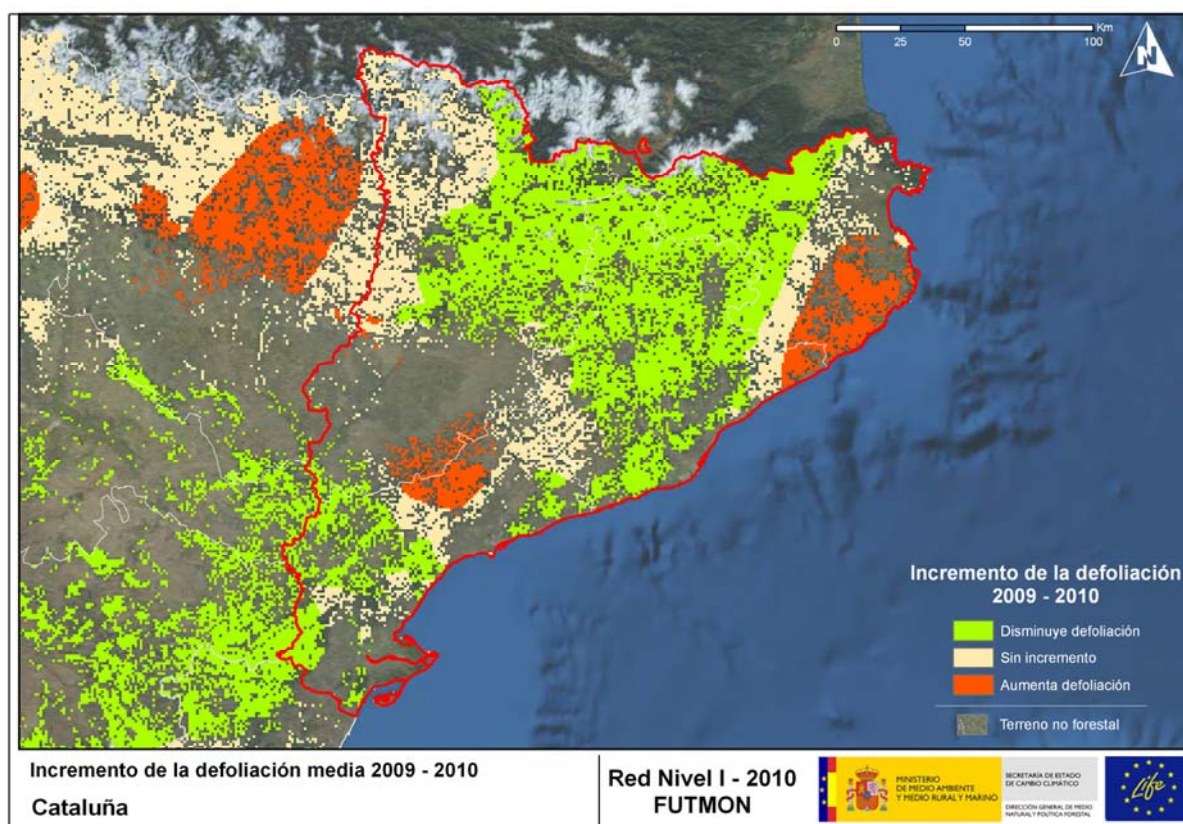 Km
0 25 50 100
N
Incremento de la defoliación
2009 - 2010
Disminuye defoliación
Sin incremento
Aumenta defoliación
Terreno no forestal
Incremento de la defoliación media 2009 - 2010
Cataluña
Red Nivel I - 2010
FUTMON
MINISTERIO
DE MEDIO AMBIENTE
Y MEDIO RURAL Y MARINO
SECRETARÍA DE ESTADO
DE CAMBIO CLIMÁTICO
DIRECCIÓN GENERAL DE MEDIO
NATURAL Y POLÍTICA FORESTAL
Life